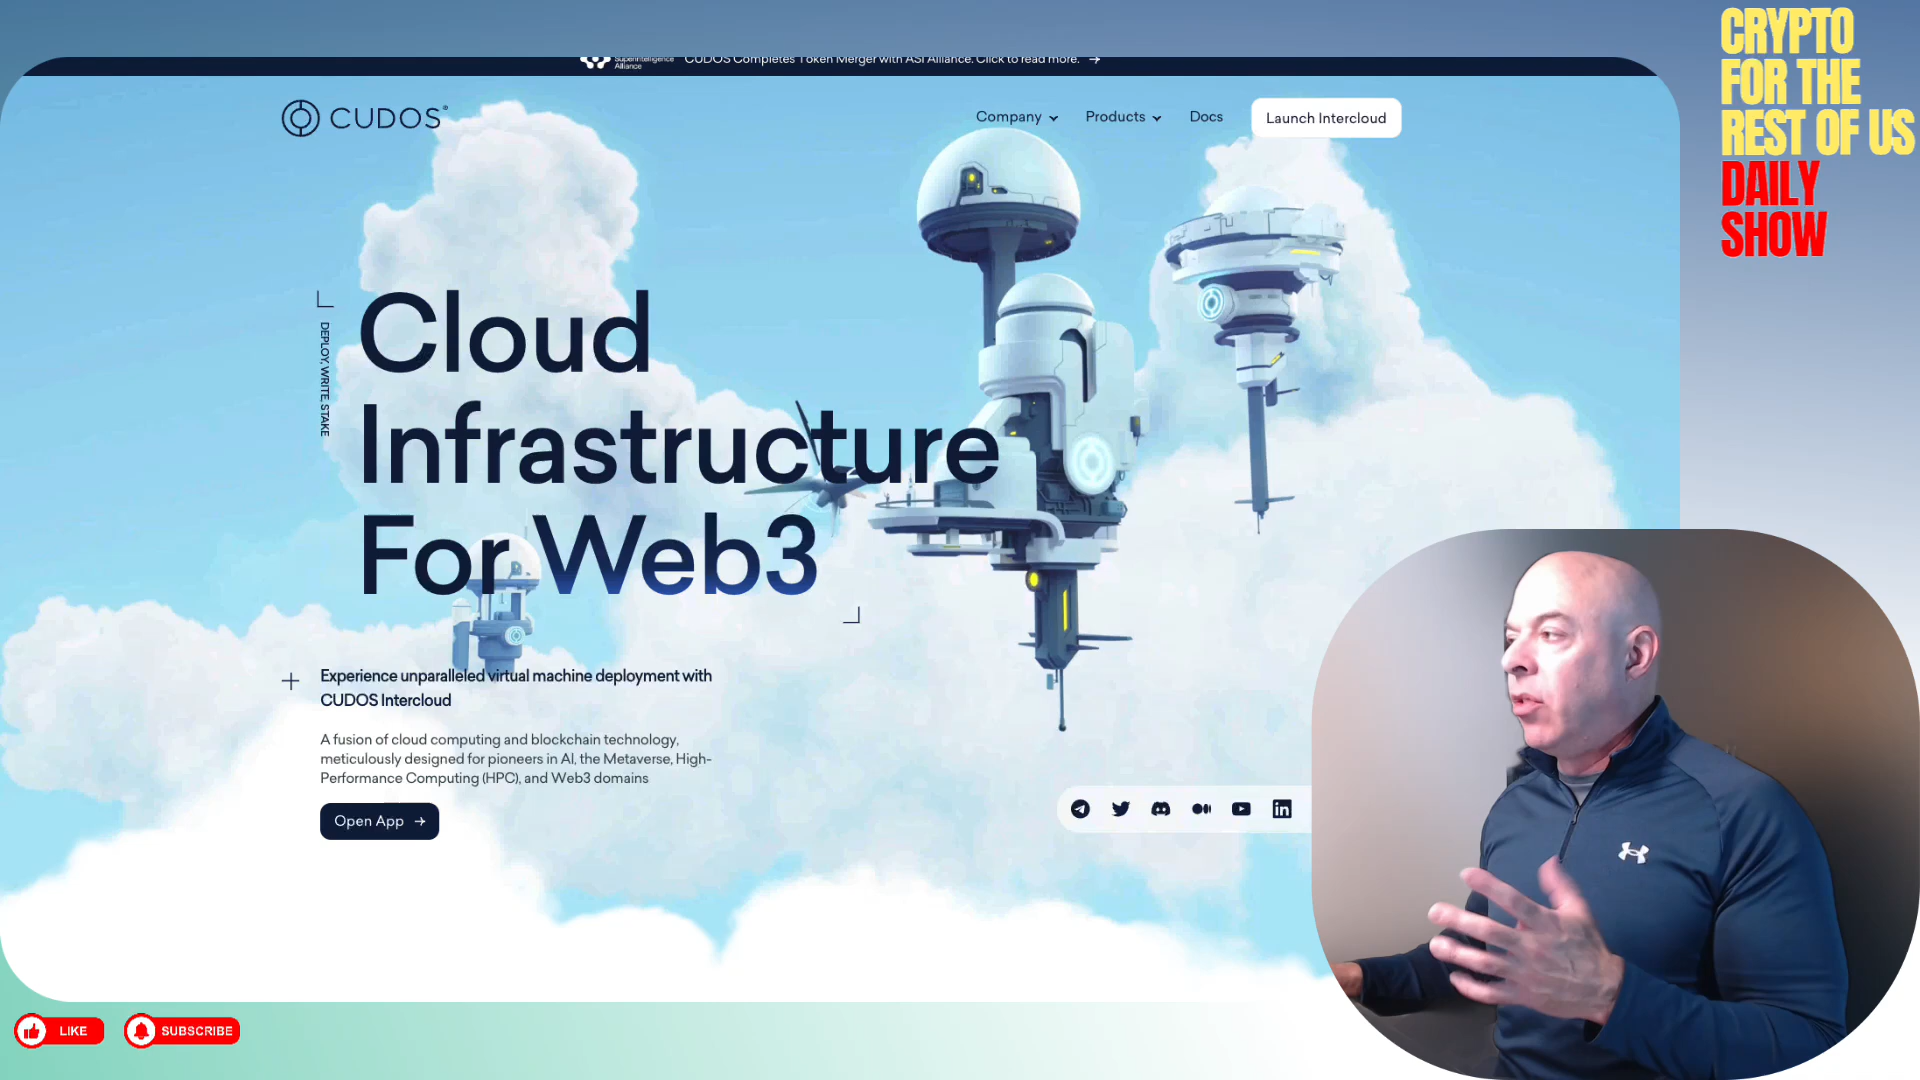 CRYPTO
FOR THE
REST OF US
DAILY
SHOW
Superintelligence
Alliance
CUDOS Completes Token Merger with ASI Alliance. Click to read more. →
CUDOS®
Company
Products
Docs
Launch Intercloud
DEPLOY, WRITE, STAKE
Cloud
Infrastructure
For Web3
Experience unparalleled virtual machine deployment with
CUDOS Intercloud
A fusion of cloud computing and blockchain technology,
meticulously designed for pioneers in AI, the Metaverse, High-
Performance Computing (HPC), and Web3 domains
Open App →
LIKE
SUBSCRIBE